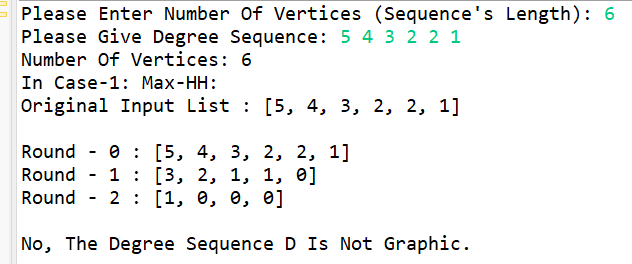 Please Enter Number Of Vertices (Sequence's Length): 6
Please Give Degree Sequence: 5 4 3 2 2 1
Number Of Vertices: 6
In Case-1: Max-HH:
Original Input List : [5, 4, 3, 2, 2, 1]
Round - 0 : [5, 4, 3, 2, 2, 1]
Round - 1 : [3, 2, 1, 1, 0]
Round - 2 : [1, 0, 0, 0]
No, The Degree Sequence D Is Not Graphic.